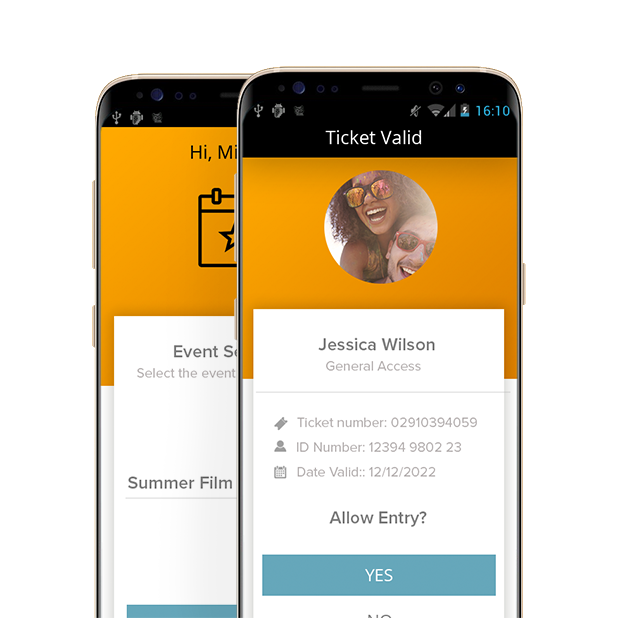 Hi, Mi
Event Se
Select the event
Summer Film
16:10
Ticket Valid
Jessica Wilson
General Access
Ticket number: 02910394059
ID Number: 12394 9802 23
Date Valid:: 12/12/2022
Allow Entry?
YES
NO